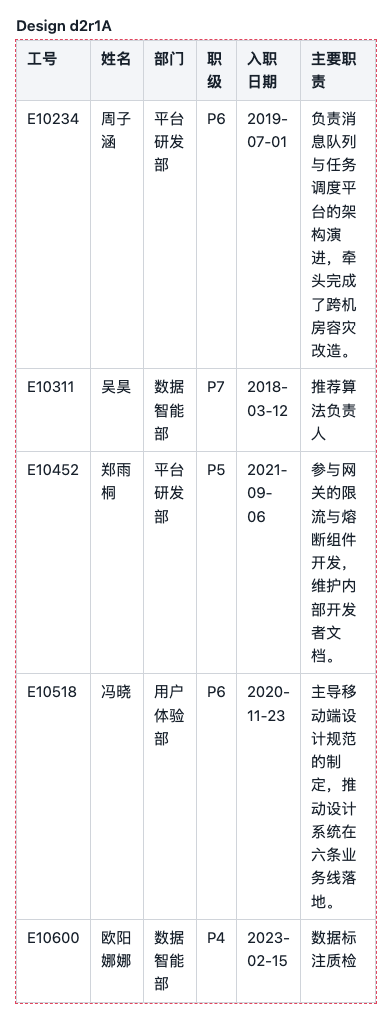 Design d2r1A
工号 姓名 部门 职级 入职日期 主要职责
E10234 周子涵 平台研发部 P6 2019-07-01 负责消息队列与任务调度平台的架构演进，牵头完成了跨机房容灾改造。
E10311 吴昊 数据智能部 P7 2018-03-12 推荐算法负责人
E10452 郑雨桐 平台研发部 P5 2021-09-06 参与网关的限流与熔断组件开发，维护内部开发者文档。
E10518 冯晓 用户体验部 P6 2020-11-23 主导移动端设计规范的制定，推动设计系统在六条业务线落地。
E10600 欧阳娜娜 数据智能部 P4 2023-02-15 数据标注质检